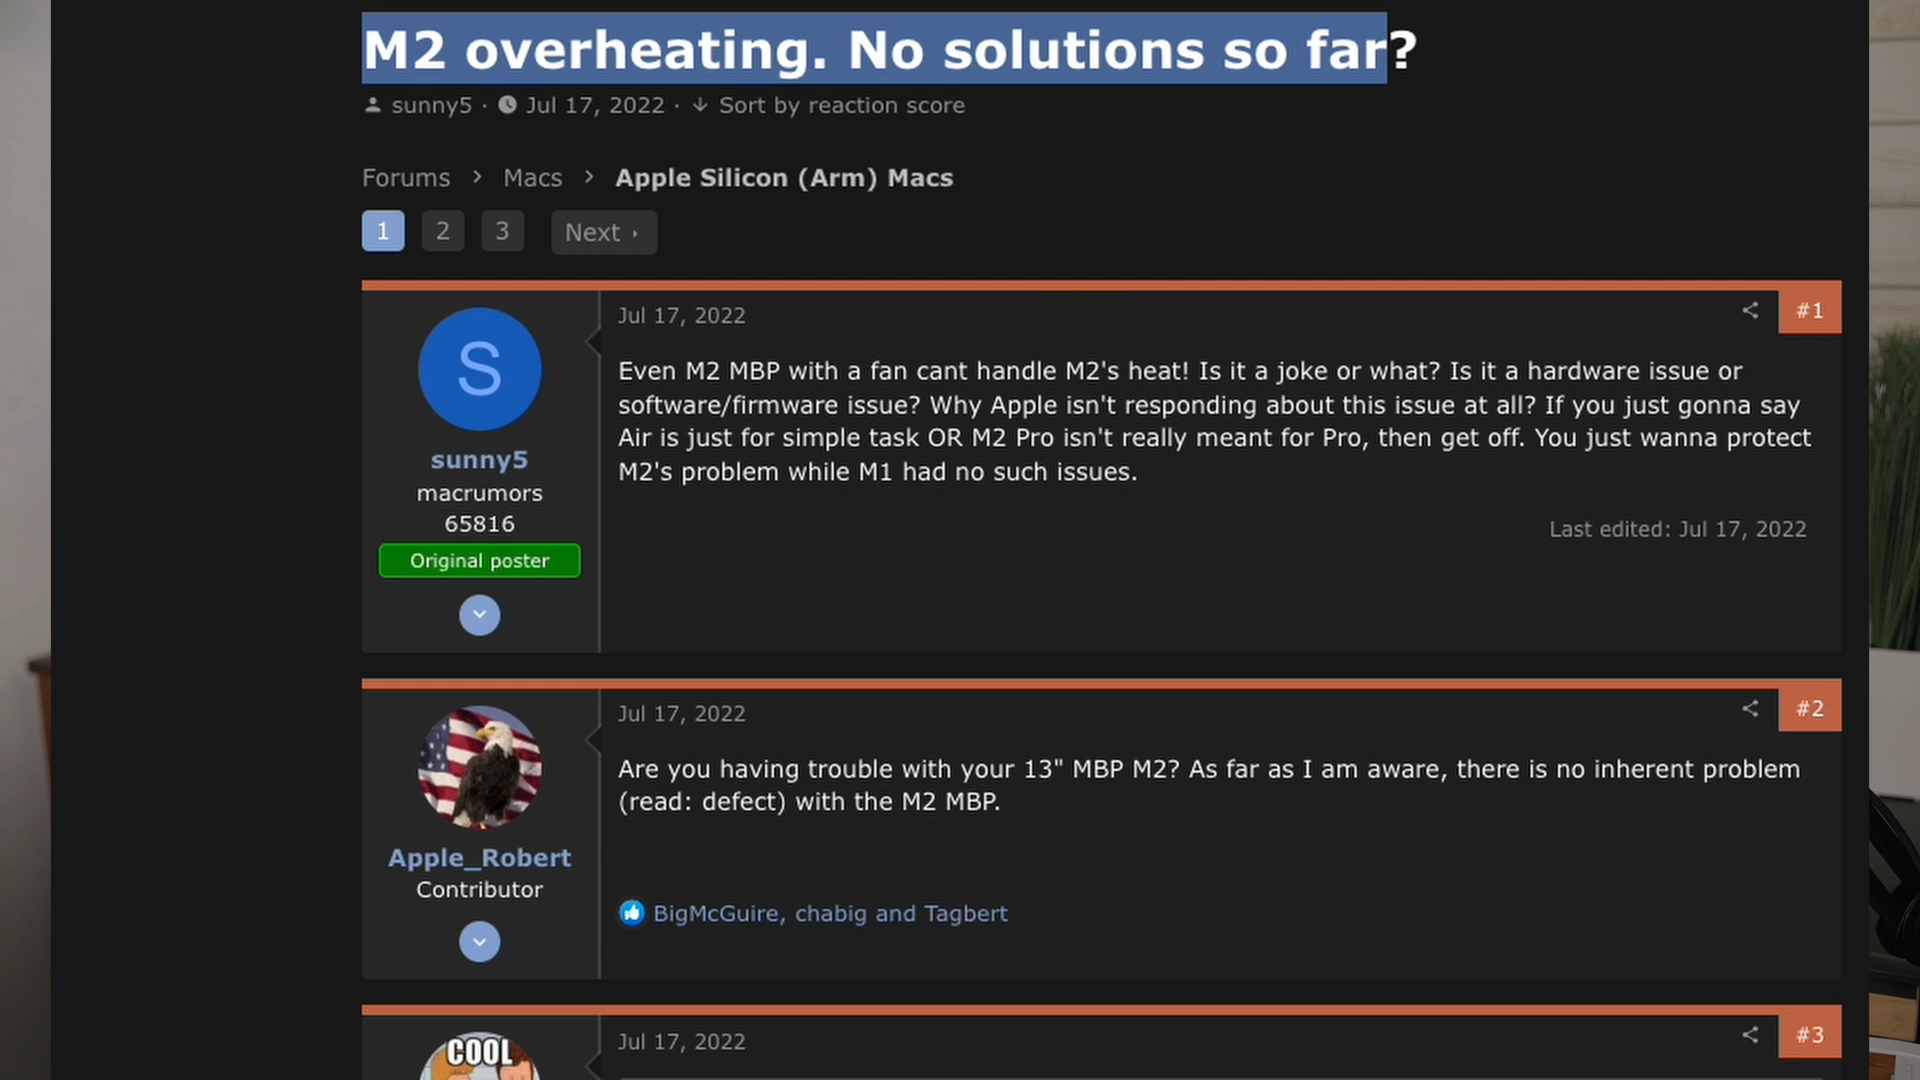 M2 overheating. No solutions so far?
sunny5 · Jul 17, 2022 · Sort by reaction score
Forums Macs Apple Silicon (Arm) Macs
1 2 3 Next
Jul 17, 2022 #1
Even M2 MBP with a fan cant handle M2's heat! Is it a joke or what? Is it a hardware issue or
software/firmware issue? Why Apple isn't responding about this issue at all? If you just gonna say
Air is just for simple task OR M2 Pro isn't really meant for Pro, then get off. You just wanna protect
M2's problem while M1 had no such issues.
Last edited: Jul 17, 2022
S
sunny5
macrumors
65816
Original poster
Jul 17, 2022 #2
Are you having trouble with your 13" MBP M2? As far as I am aware, there is no inherent problem
(read: defect) with the M2 MBP.
Apple_Robert
Contributor
BigMcGuire, chabig and Tagbert
Jul 17, 2022 #3
COOL